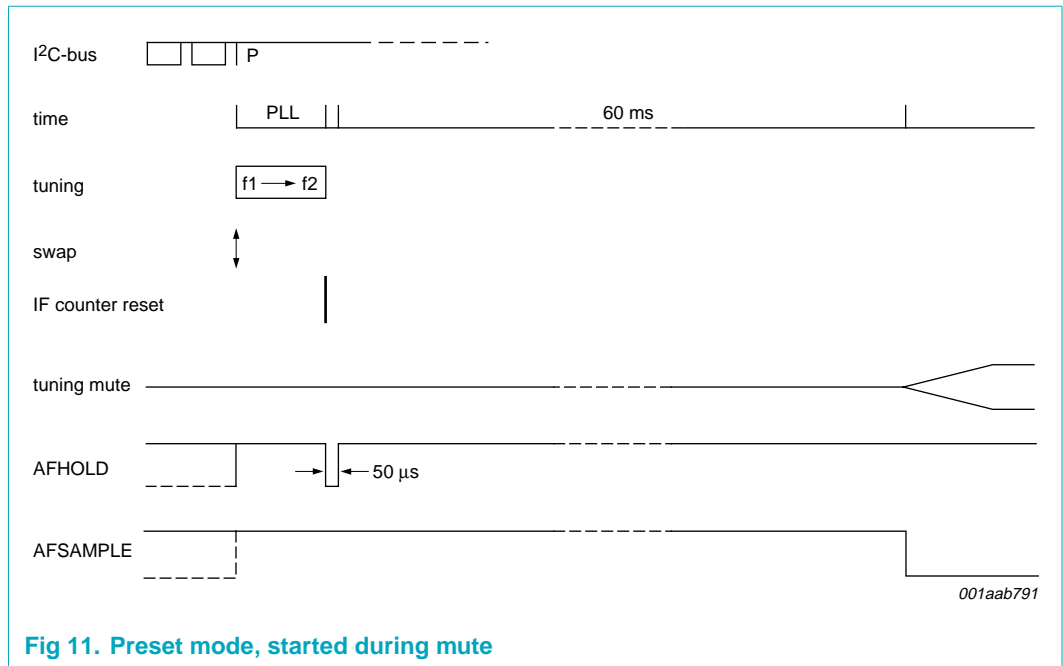 I²C-bus
P
time
PLL
60 ms
tuning
f1 → f2
swap
IF counter reset
tuning mute
AFHOLD
50 μs
AFSAMPLE
001aab791
Fig 11. Preset mode, started during mute